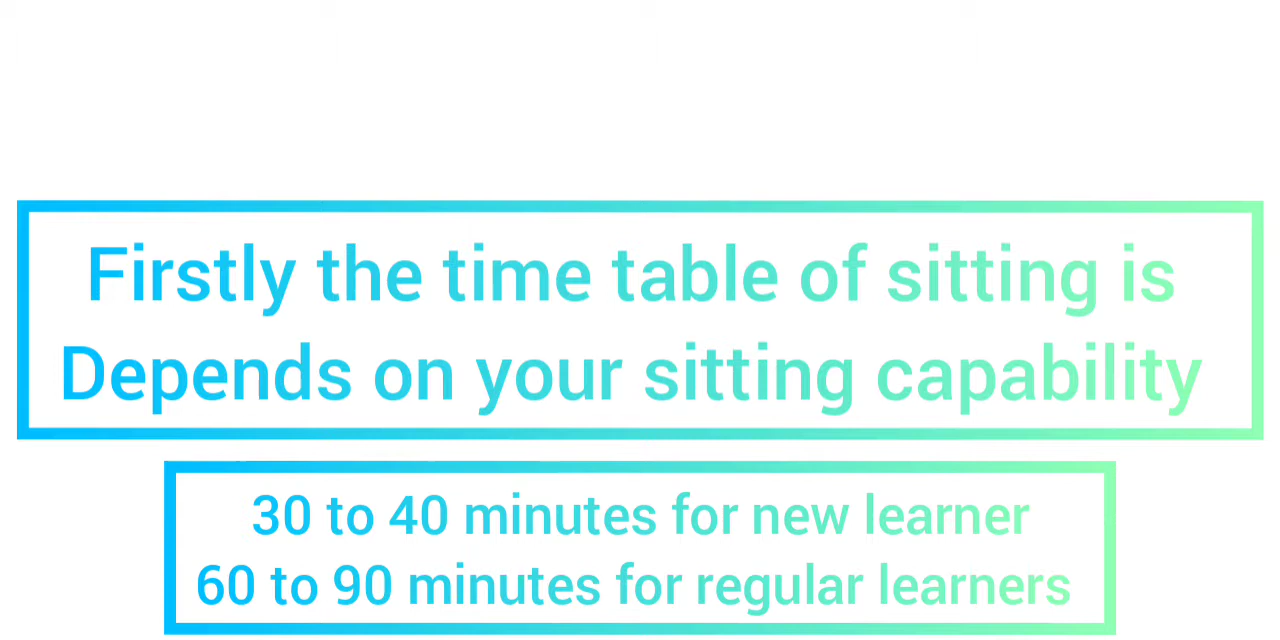 Firstly the time table of sitting is
Depends on your sitting capability
30 to 40 minutes for new learner
60 to 90 minutes for regular learners